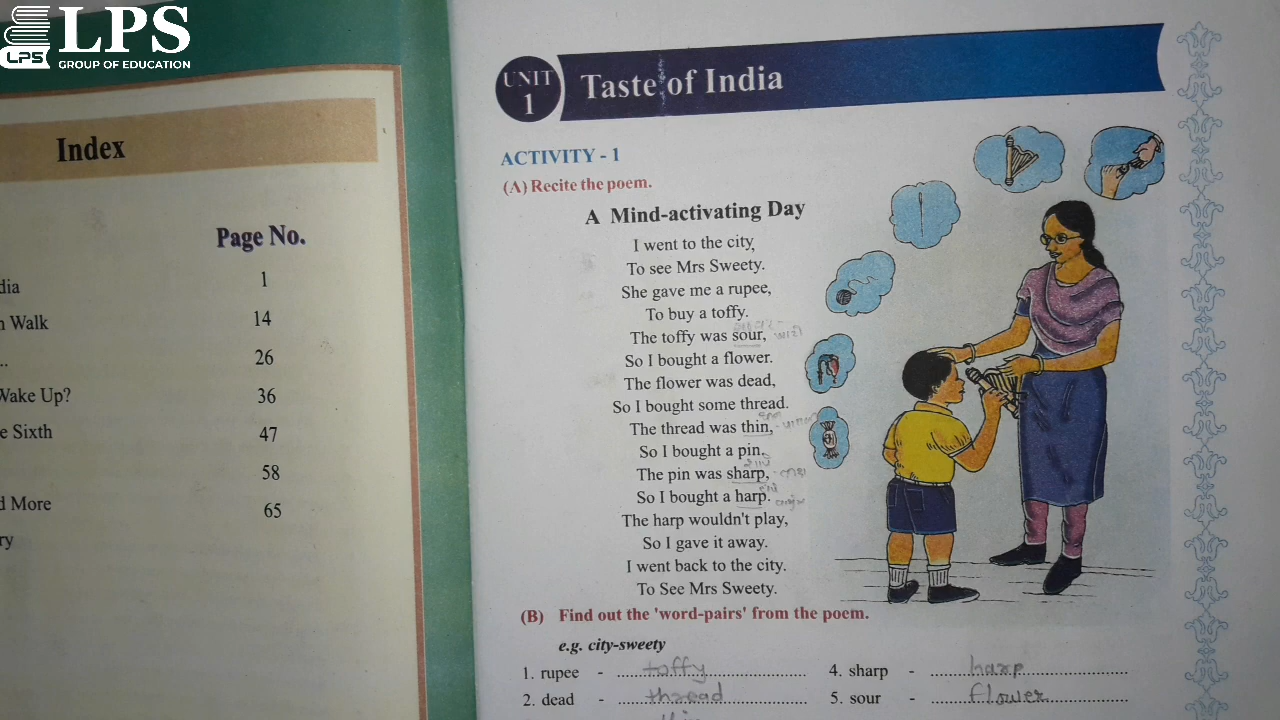 LPS
LPS
GROUP OF EDUCATION
Index
Page No.
dia 1
n Walk 14
.. 26
Wake Up? 36
e Sixth 47
58
d More 65
ry
UNIT
1
Taste of India
ACTIVITY - 1
(A) Recite the poem.
A Mind-activating Day
I went to the city,
To see Mrs Sweety.
She gave me a rupee,
To buy a toffy.
The toffy was sour,
So I bought a flower.
The flower was dead,
So I bought some thread.
The thread was thin,
So I bought a pin.
The pin was sharp,
So I bought a harp.
The harp wouldn't play,
So I gave it away.
I went back to the city.
To See Mrs Sweety.
(B) Find out the 'word-pairs' from the poem.
e.g. city-sweety
1. rupee - toffy 4. sharp - harp
2. dead - thread 5. sour - flower